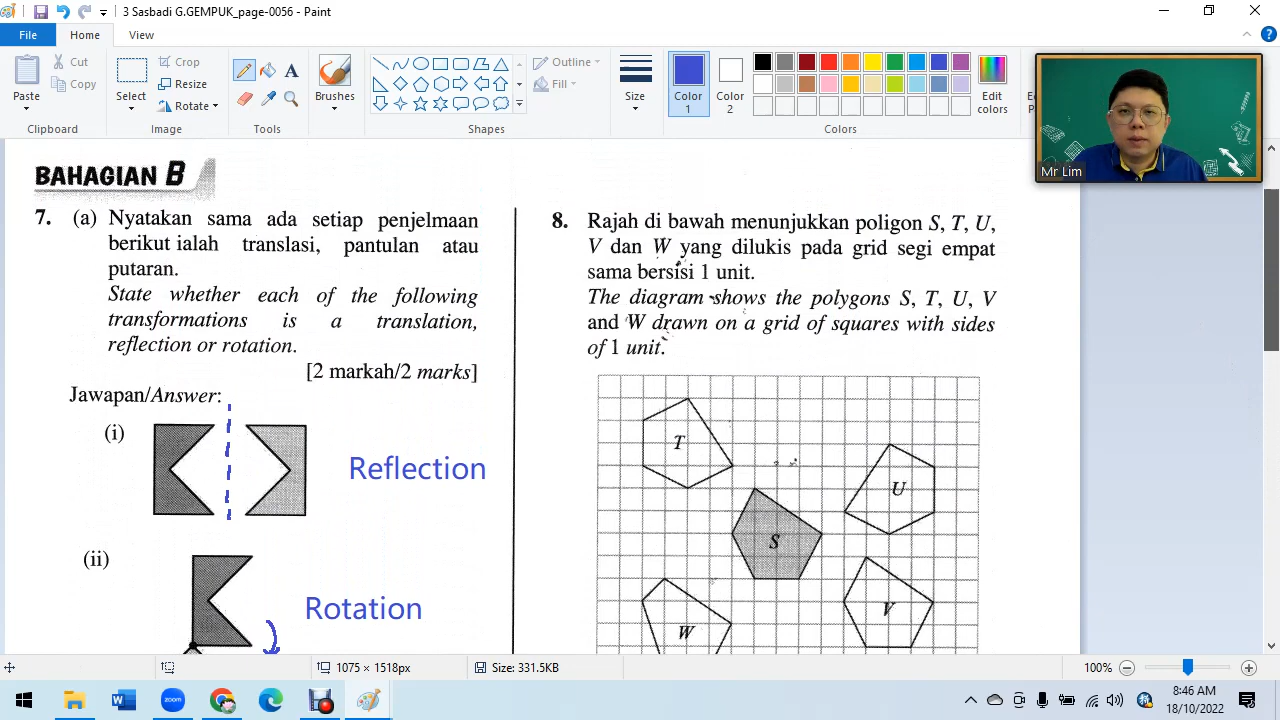 3 Sasbadi G.GEMPUK_page-0056 - Paint
File
Home
View
Paste
Cut
Copy
Clipboard
Select
Crop
Resize
Rotate
Image
A
Tools
Brushes
Shapes
Outline
Fill
Size
Color
1
Color
2
Edit
colors
Colors
Mr Lim
BAHAGIAN B
7. (a) Nyatakan sama ada setiap penjelmaan
berikut ialah translasi, pantulan atau
putaran.
State whether each of the following
transformations is a translation,
reflection or rotation.
[2 markah/2 marks]
Jawapan/Answer:
(i)
Reflection
(ii)
Rotation
8. Rajah di bawah menunjukkan poligon S, T, U,
V dan W yang dilukis pada grid segi empat
sama bersisi 1 unit.
The diagram shows the polygons S, T, U, V
and W drawn on a grid of squares with sides
of 1 unit.
T
U
S
V
W
1075 × 1518px
Size: 331.5KB
100%
zoom
8:46 AM
18/10/2022